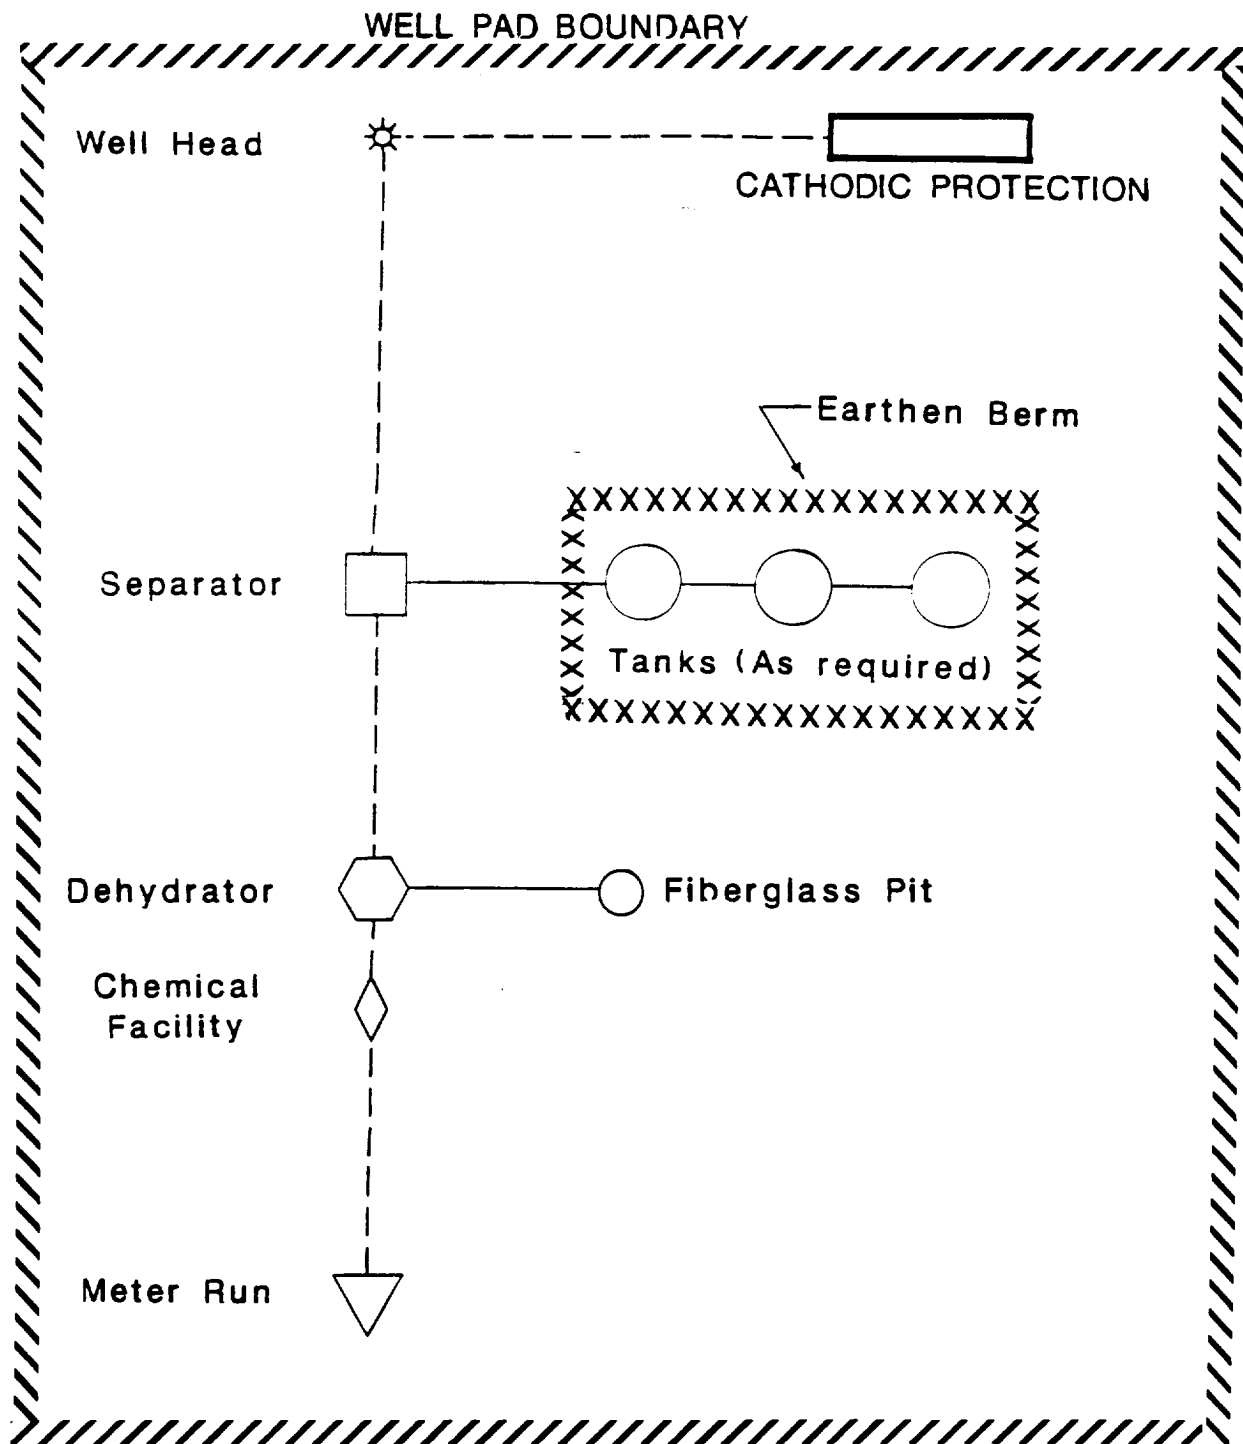 WELL PAD BOUNDARY
Well Head
CATHODIC PROTECTION
Earthen Berm
Separator
Tanks (As required)
Dehydrator
Fiberglass Pit
Chemical
Facility
Meter Run